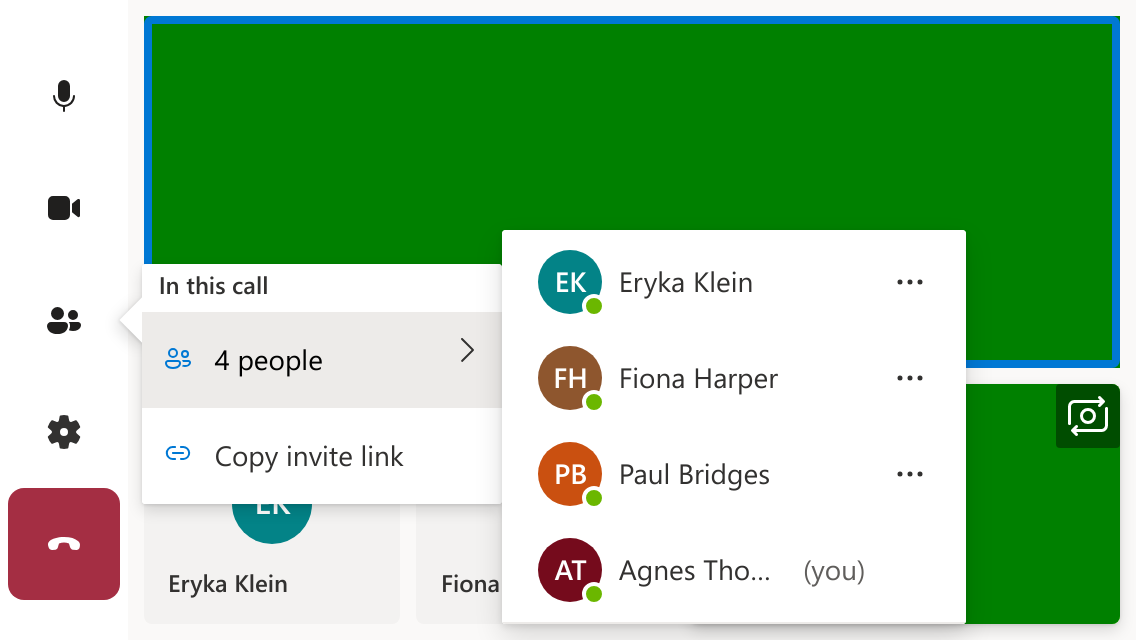 In this call
4 people
Copy invite link
EK Eryka Klein
FH Fiona Harper
PB Paul Bridges
AT Agnes Tho... (you)
EK
Eryka Klein
Fiona